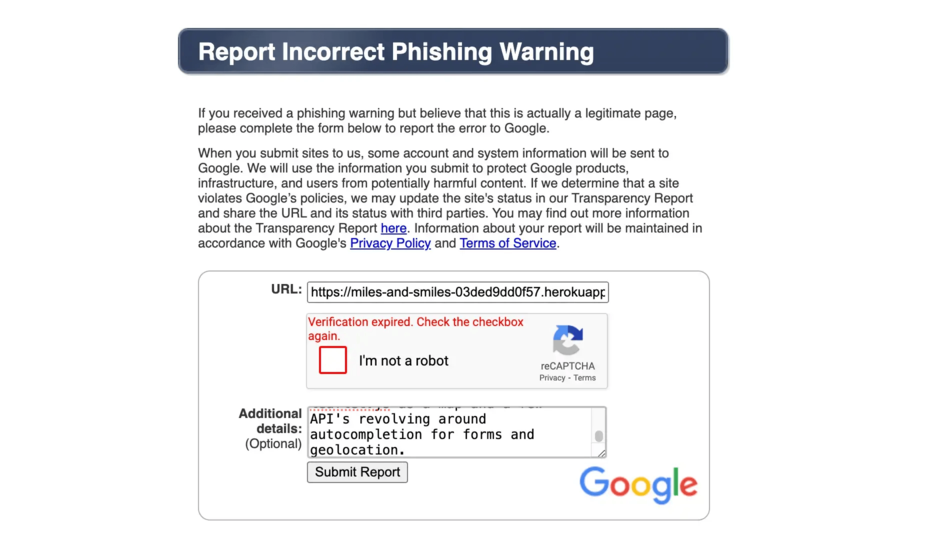 Report Incorrect Phishing Warning
If you received a phishing warning but believe that this is actually a legitimate page,
please complete the form below to report the error to Google.
When you submit sites to us, some account and system information will be sent to
Google. We will use the information you submit to protect Google products,
infrastructure, and users from potentially harmful content. If we determine that a site
violates Google's policies, we may update the site's status in our Transparency Report
and share the URL and its status with third parties. You may find out more information
about the Transparency Report here. Information about your report will be maintained in
accordance with Google's Privacy Policy and Terms of Service.
URL: https://miles-and-smiles-03ded9dd0f57.herokuapp
Verification expired. Check the checkbox
again.
I'm not a robot
reCAPTCHA
Privacy - Terms
Additional
details:
(Optional)
API's revolving around
autocompletion for forms and
geolocation.
Submit Report
Google